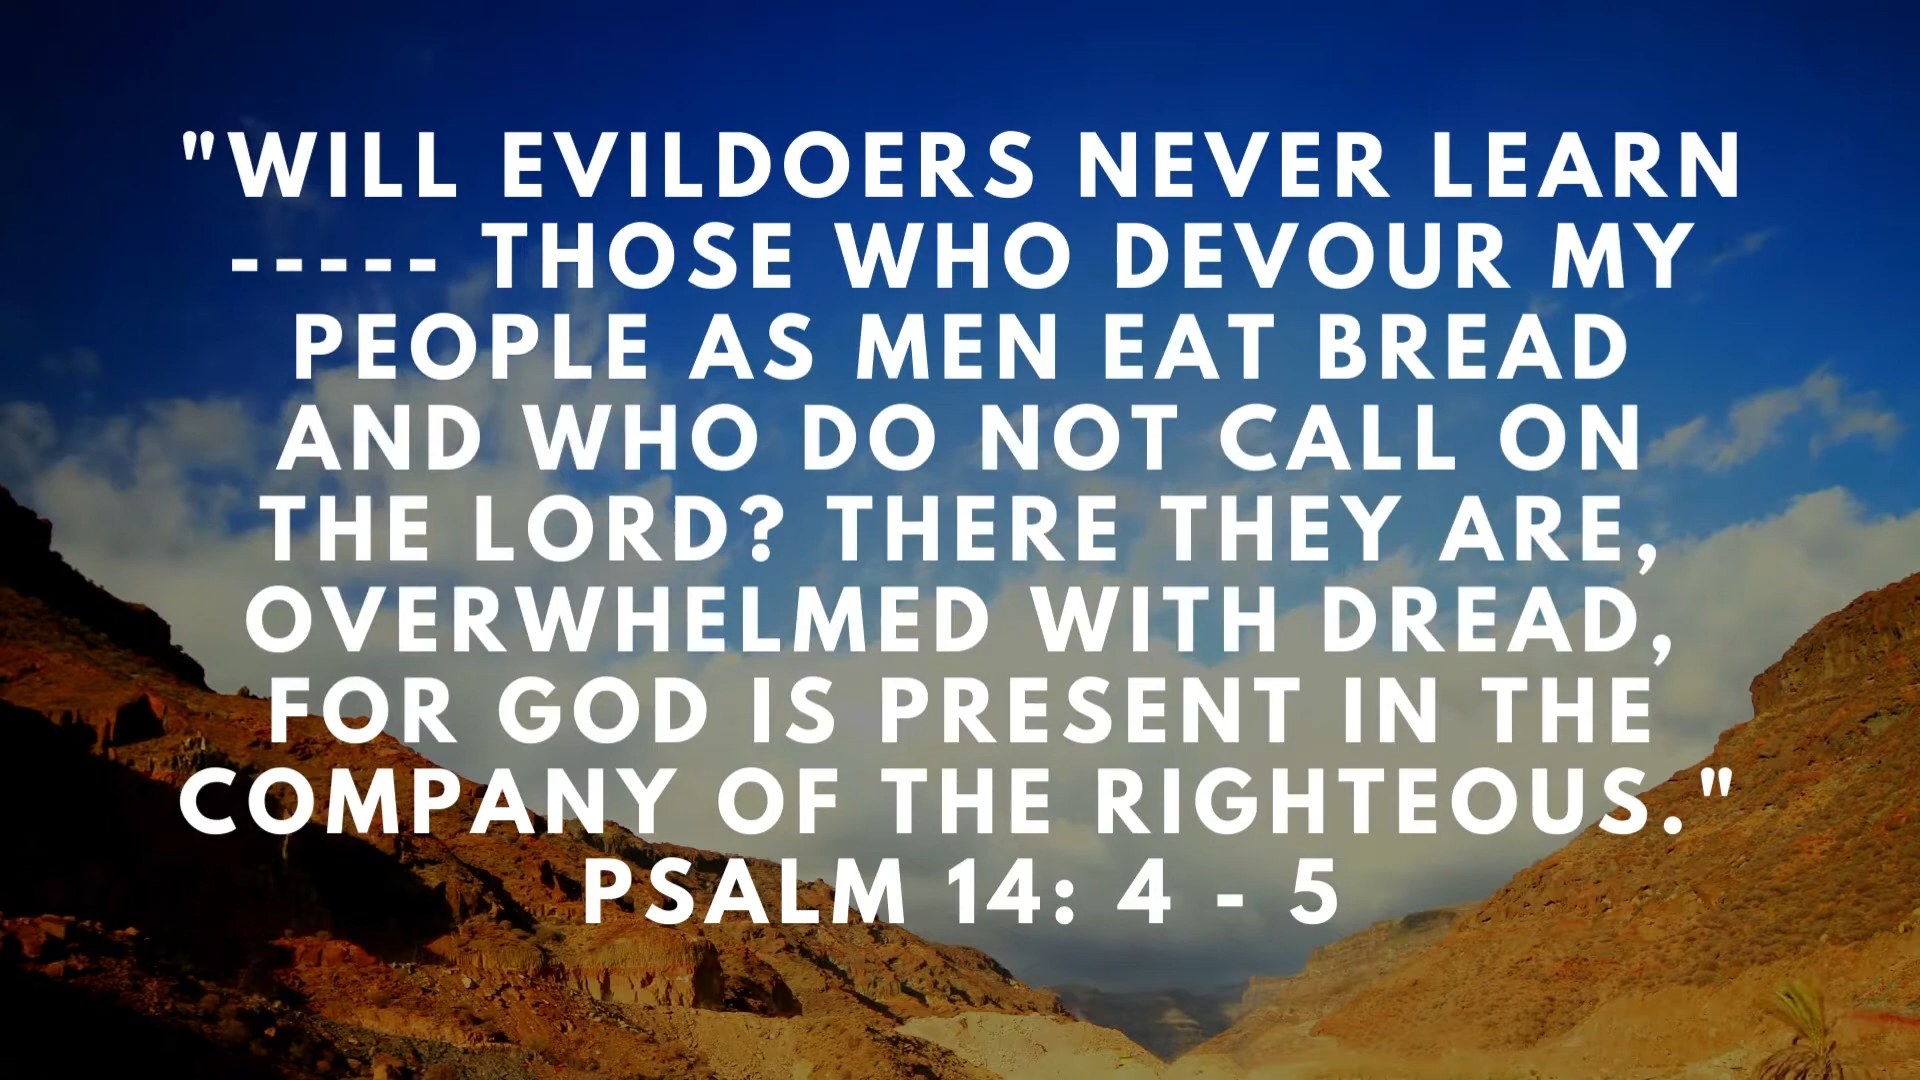 "WILL EVILDOERS NEVER LEARN
----- THOSE WHO DEVOUR MY
PEOPLE AS MEN EAT BREAD
AND WHO DO NOT CALL ON
THE LORD? THERE THEY ARE,
OVERWHELMED WITH DREAD,
FOR GOD IS PRESENT IN THE
COMPANY OF THE RIGHTEOUS."
PSALM 14: 4 - 5